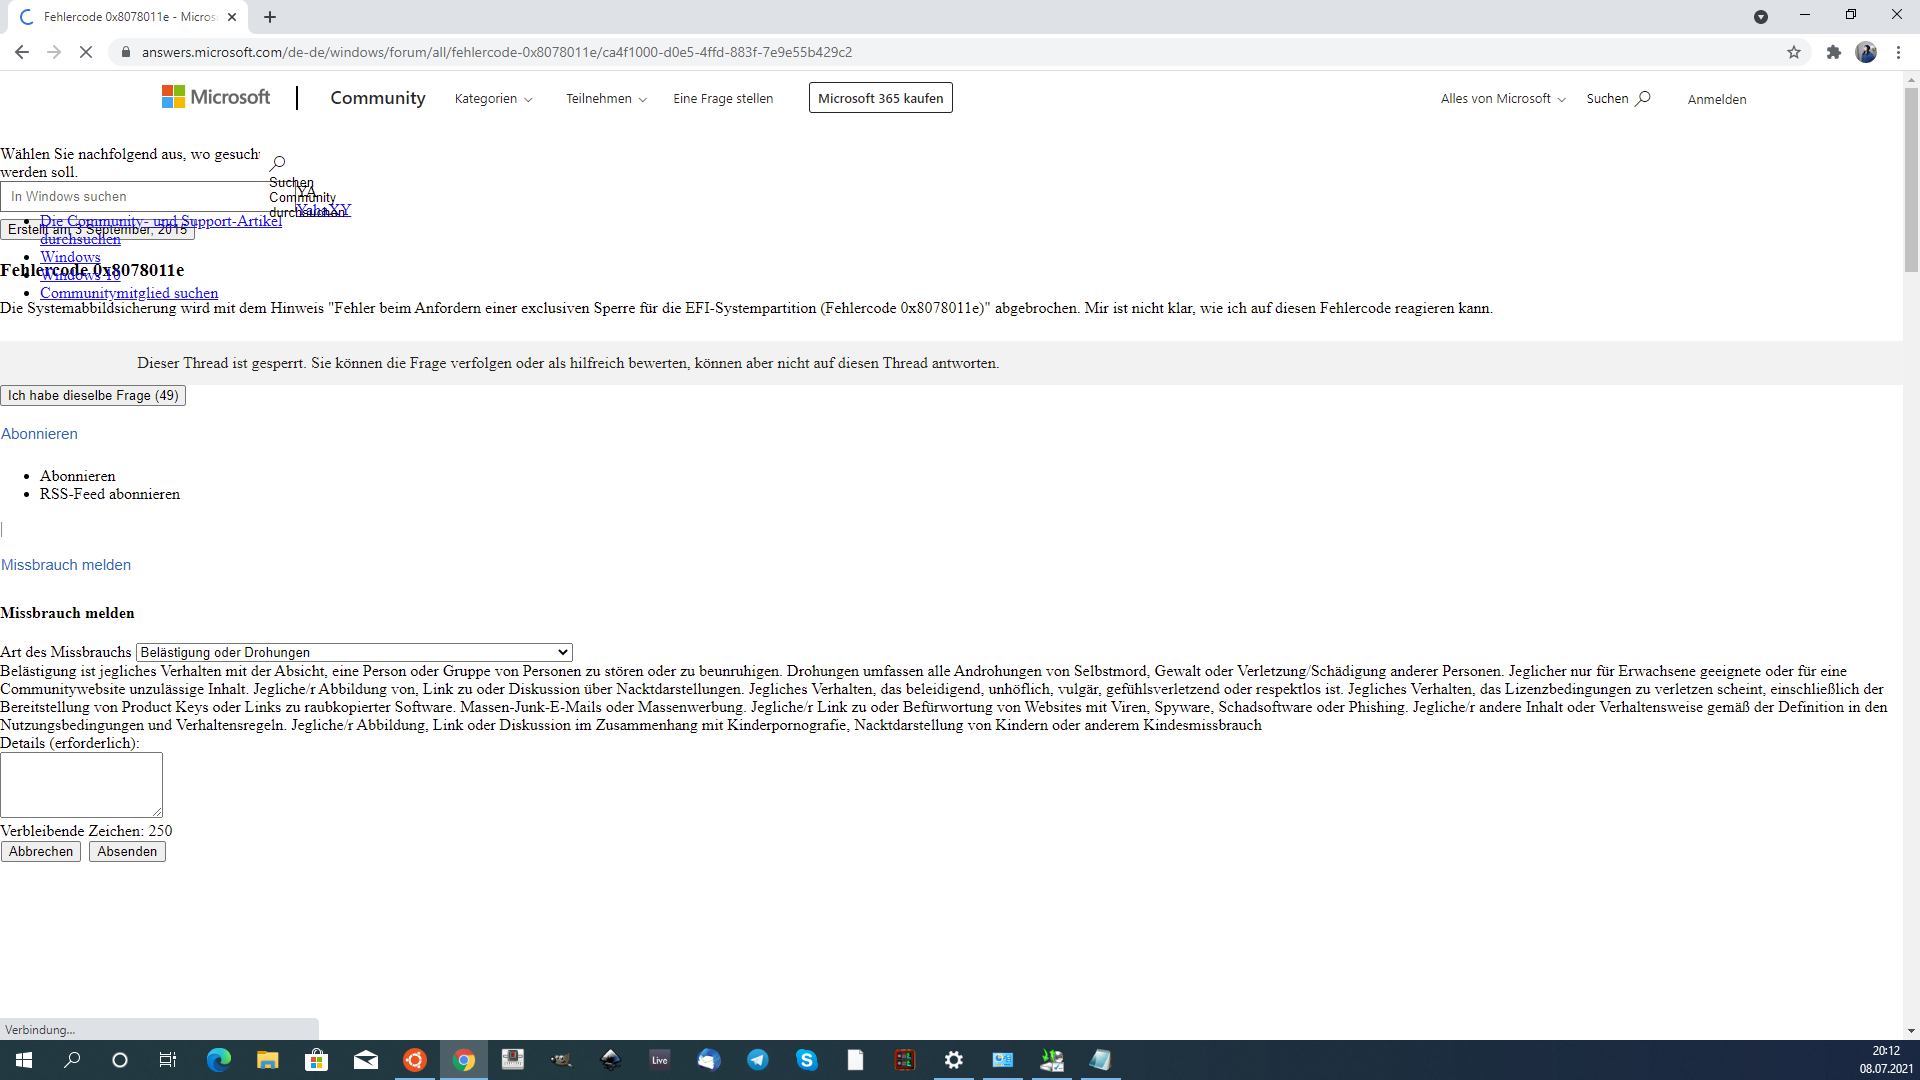 Fehlercode 0x8078011e - Micros
answers.microsoft.com/de-de/windows/forum/all/fehlercode-0x8078011e/ca4f1000-d0e5-4ffd-883f-7e9e55b429c2
Microsoft
Community
Kategorien
Teilnehmen
Eine Frage stellen
Microsoft 365 kaufen
Alles von Microsoft
Suchen
Anmelden
Wählen Sie nachfolgend aus, wo gesucht
werden soll.
In Windows suchen
Suchen
Community
durchsuchen
YA
YahaXY
Die Community- und Support-Artikel
durchsuchen
Erstellt am 3 September, 2015
Windows
Windows 10
Communitymitglied suchen
Fehlercode 0x8078011e
Die Systemabbildsicherung wird mit dem Hinweis "Fehler beim Anfordern einer exclusiven Sperre für die EFI-Systempartition (Fehlercode 0x8078011e)" abgebrochen. Mir ist nicht klar, wie ich auf diesen Fehlercode reagieren kann.
Dieser Thread ist gesperrt. Sie können die Frage verfolgen oder als hilfreich bewerten, können aber nicht auf diesen Thread antworten.
Ich habe dieselbe Frage (49)
Abonnieren
Abonnieren
RSS-Feed abonnieren
|
Missbrauch melden
Missbrauch melden
Art des Missbrauchs Belästigung oder Drohungen
Belästigung ist jegliches Verhalten mit der Absicht, eine Person oder Gruppe von Personen zu stören oder zu beunruhigen. Drohungen umfassen alle Androhungen von Selbstmord, Gewalt oder Verletzung/Schädigung anderer Personen. Jeglicher nur für Erwachsene geeignete oder für eine
Communitywebsite unzulässige Inhalt. Jegliche/r Abbildung von, Link zu oder Diskussion über Nacktdarstellungen. Jegliches Verhalten, das beleidigend, unhöflich, vulgär, gefühlsverletzend oder respektlos ist. Jegliches Verhalten, das Lizenzbedingungen zu verletzen scheint, einschließlich der
Bereitstellung von Product Keys oder Links zu raubkopierter Software. Massen-Junk-E-Mails oder Massenwerbung. Jegliche/r Link zu oder Befürwortung von Websites mit Viren, Spyware, Schadsoftware oder Phishing. Jegliche/r andere Inhalt oder Verhaltensweise gemäß der Definition in den
Nutzungsbedingungen und Verhaltensregeln. Jegliche/r Abbildung, Link oder Diskussion im Zusammenhang mit Kinderpornografie, Nacktdarstellung von Kindern oder anderem Kindesmissbrauch
Details (erforderlich):
Verbleibende Zeichen: 250
Abbrechen
Absenden
Verbindung...
Live
20:12
08.07.2021